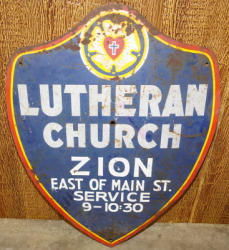 LUTHERAN
CHURCH
ZION
EAST OF MAIN ST.
SERVICE
9-10:30